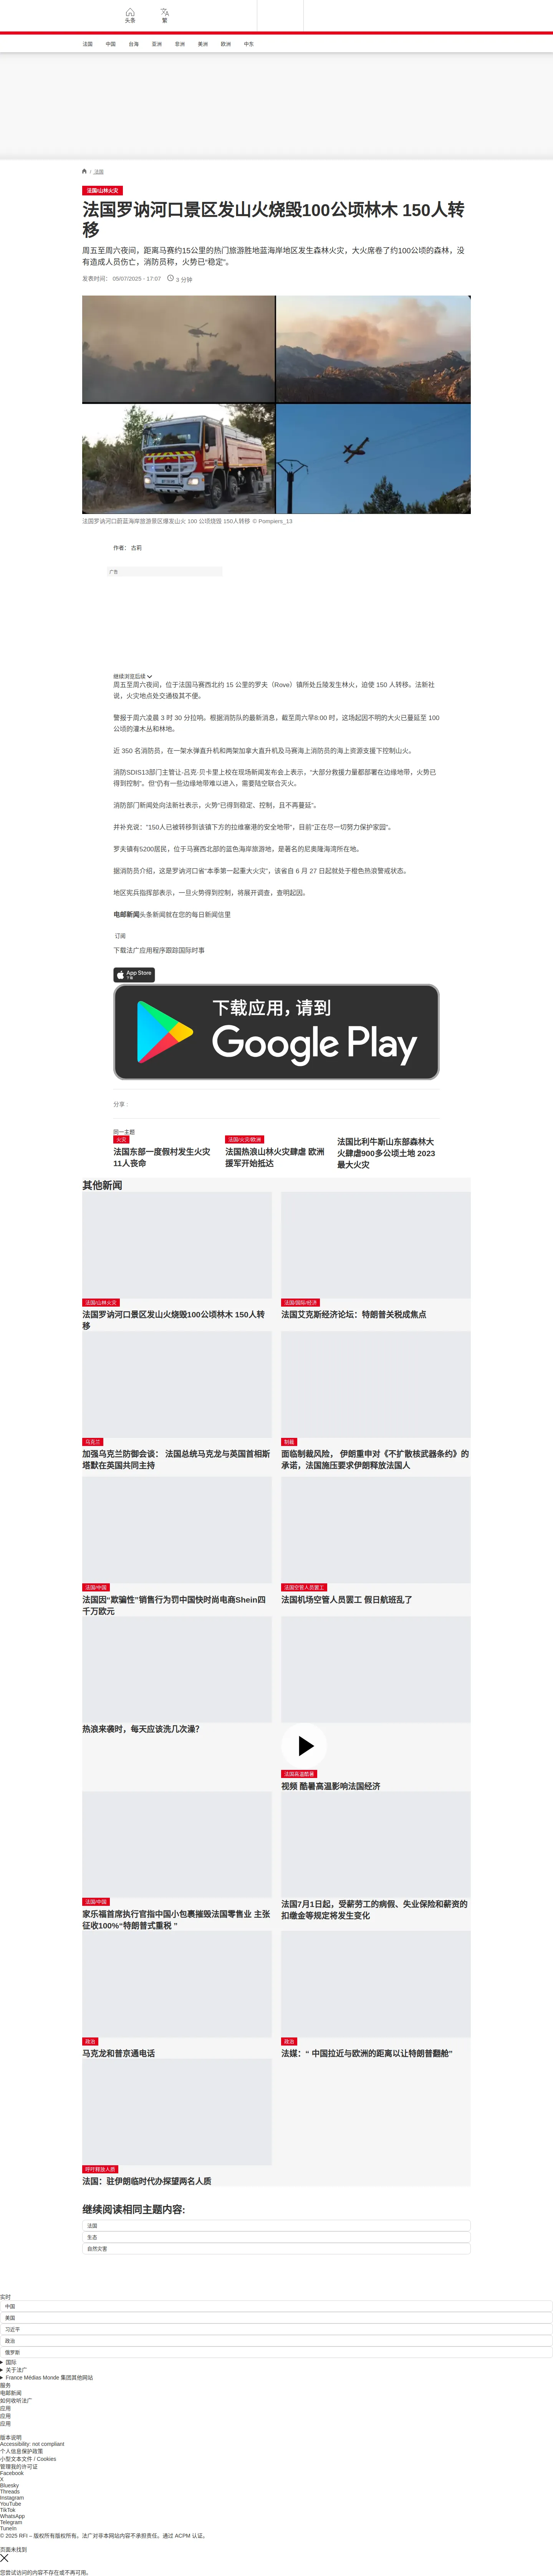 头条
繁
法国
中国
台海
亚洲
非洲
美洲
欧洲
中东
/ 法国
法国/山林火灾
法国罗讷河口景区发山火烧毁100公顷林木 150人转
移
周五至周六夜间，距离马赛约15公里的热门旅游胜地蓝海岸地区发生森林火灾，大火席卷了约100公顷的森林，没
有造成人员伤亡，消防员称，火势已“稳定”。
发表时间： 05/07/2025 - 17:07
3 分钟
法国罗讷河口蔚蓝海岸旅游景区爆发山火 100 公顷烧毁 150人转移 © Pompiers_13
作者： 古莉
广告
继续浏览后续
周五至周六夜间，位于法国马赛西北约 15 公里的罗夫（Rove）镇所处丘陵发生林火，迫使 150 人转移。法新社
说，火灾地点处交通极其不便。
警报于周六凌晨 3 时 30 分拉响。根据消防队的最新消息，截至周六早8:00 时，这场起因不明的大火已蔓延至 100
公顷的灌木丛和林地。
近 350 名消防员，在一架水弹直升机和两架加拿大直升机及马赛海上消防员的海上资源支援下控制山火。
消防SDIS13部门主管让-吕克·贝卡里上校在现场新闻发布会上表示，“大部分救援力量都部署在边缘地带，火势已
得到控制”。但“仍有一些边缘地带难以进入，需要陆空联合灭火。
消防部门新闻处向法新社表示，火势“已得到稳定、控制，且不再蔓延”。
并补充说："150人已被转移到该镇下方的拉维塞港的安全地带"，目前"正在尽一切努力保护家园"。
罗夫镇有5200居民，位于马赛西北部的蓝色海岸旅游地，是著名的尼奥隆海湾所在地。
据消防员介绍，这是罗讷河口省“本季第一起重大火灾”，该省自 6 月 27 日起就处于橙色热浪警戒状态。
地区宪兵指挥部表示，一旦火势得到控制，将展开调查，查明起因。
电邮新闻头条新闻就在您的每日新闻信里
订阅
下载法广应用程序跟踪国际时事
App Store
下载
下载应用，请到
Google Play
分享 :
同一主题
火灾
法国东部一度假村发生火灾
11人丧命
法国/火灾/欧洲
法国热浪山林火灾肆虐 欧洲
援军开始抵达
法国比利牛斯山东部森林大
火肆虐900多公顷土地 2023
最大火灾
其他新闻
法国/山林火灾
法国罗讷河口景区发山火烧毁100公顷林木 150人转
移
法国/国际/经济
法国艾克斯经济论坛：特朗普关税成焦点
乌克兰
加强乌克兰防御会谈： 法国总统马克龙与英国首相斯
塔默在英国共同主持
制裁
面临制裁风险， 伊朗重申对《不扩散核武器条约》的
承诺，法国施压要求伊朗释放法国人
法国/中国
法国因“欺骗性”销售行为罚中国快时尚电商Shein四
千万欧元
法国空管人员罢工
法国机场空管人员罢工 假日航班乱了
热浪来袭时，每天应该洗几次澡？
法国高温酷暑
视频 酷暑高温影响法国经济
法国/中国
家乐福首席执行官指中国小包裹摧毁法国零售业 主张
征收100%“特朗普式重税 ”
法国7月1日起，受薪劳工的病假、失业保险和薪资的
扣缴金等规定将发生变化
政治
马克龙和普京通电话
政治
法媒：“ 中国拉近与欧洲的距离以让特朗普翻舱”
呼吁释放人质
法国：驻伊朗临时代办探望两名人质
继续阅读相同主题内容:
法国
生态
自然灾害
实时
中国
美国
习近平
政治
俄罗斯
国际
关于法广
France Médias Monde 集团其他网站
服务
电邮新闻
如何收听法广
应用
应用
应用
版本说明
Accessibility: not compliant
个人信息保护政策
小型文本文件 / Cookies
管理我的许可证
Facebook
X
Bluesky
Threads
Instagram
YouTube
TikTok
WhatsApp
Telegram
TuneIn
© 2025 RFI – 版权所有版权所有。法广对非本网站内容不承担责任。通过 ACPM 认证。
页面未找到
您尝试访问的内容不存在或不再可用。